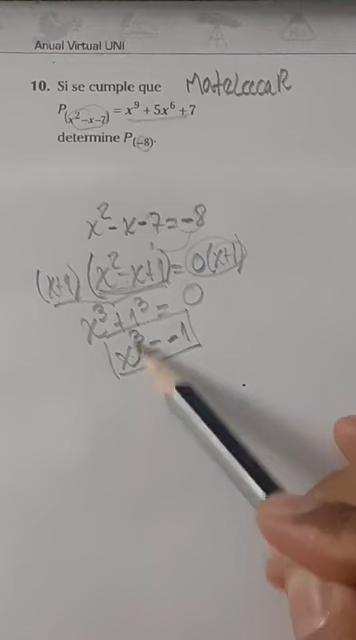 Anual Virtual UNI
10. Si se cumple que MateLucaR
P(x²−x−7) = x⁹ + 5x⁶ + 7
determine P(−8).
x²-x-7=-8
(x+1)(x²-x+1)=0(x+1)
x³+1³=0
x³=-1